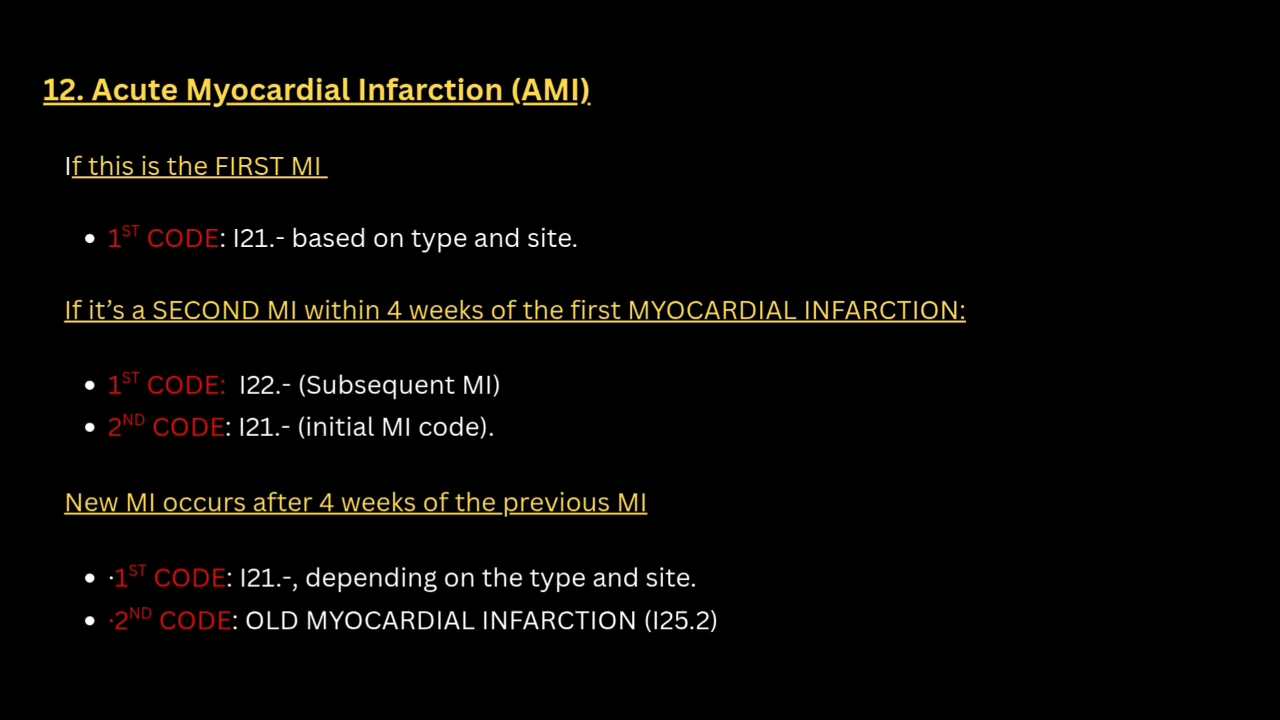 12. Acute Myocardial Infarction (AMI)
If this is the FIRST MI
• 1ST CODE: I21.- based on type and site.
If it’s a SECOND MI within 4 weeks of the first MYOCARDIAL INFARCTION:
• 1ST CODE:  I22.- (Subsequent MI)
• 2ND CODE: I21.- (initial MI code).
New MI occurs after 4 weeks of the previous MI
• ·1ST CODE: I21.-, depending on the type and site.
• ·2ND CODE: OLD MYOCARDIAL INFARCTION (I25.2)